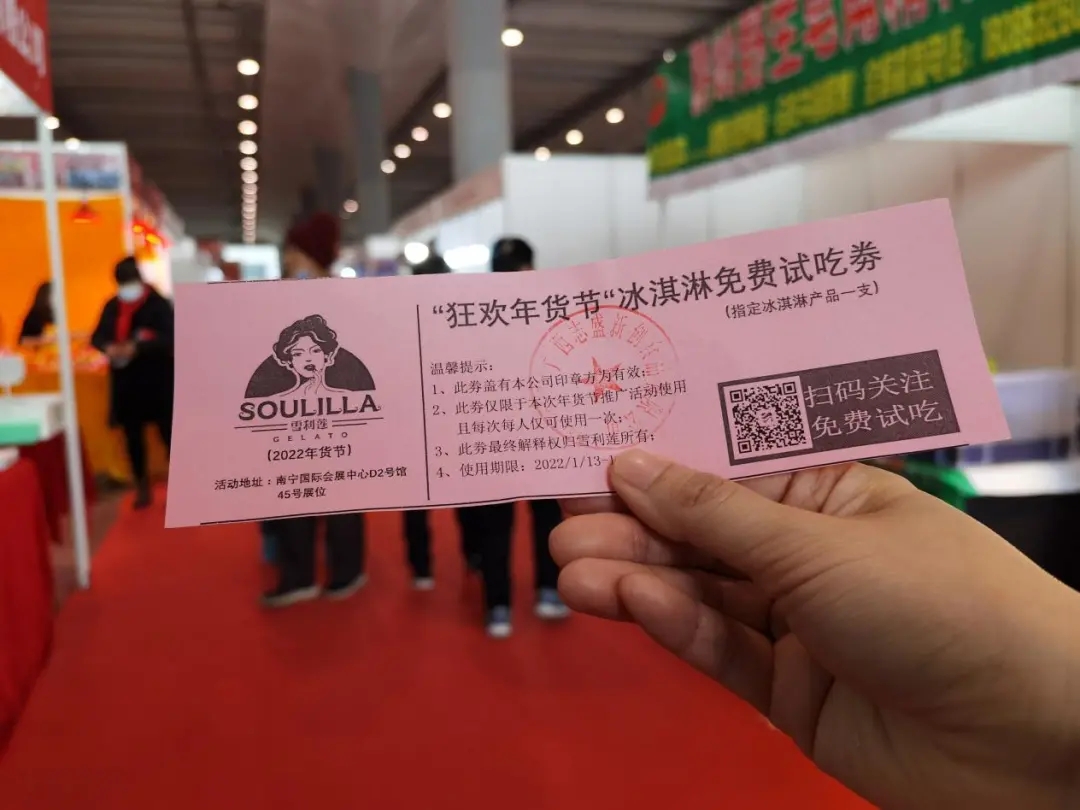 SOULILLA
雪利莲
GELATO
(2022年货节)
活动地址：南宁国际会展中心D2号馆
45号展位
“狂欢年货节“冰淇淋免费试吃券
(指定冰淇淋产品一支)
温馨提示:
1、此券盖有本公司印章方为有效;
2、此券仅限于本次年货节推广活动使用
且每次每人仅可使用一次;
3、此券最终解释权归雪利莲所有;
4、使用期限：2022/1/13-
扫码关注
免费试吃